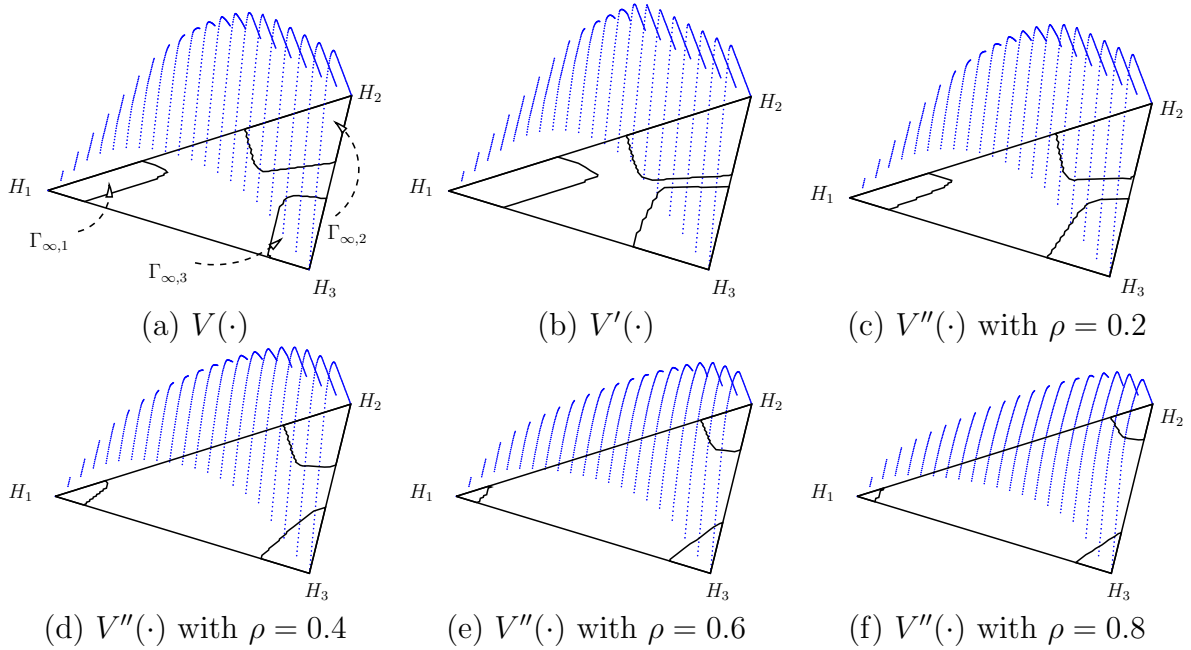 H₂
H₂
H₂
H₁
H₁
H₁
Γ∞,1
Γ∞,2
Γ∞,3
H₃
H₃
H₃
(a) V(·)
(b) V′(·)
(c) V″(·) with ρ = 0.2
H₂
H₂
H₂
H₁
H₁
H₁
H₃
H₃
H₃
(d) V″(·) with ρ = 0.4
(e) V″(·) with ρ = 0.6
(f) V″(·) with ρ = 0.8